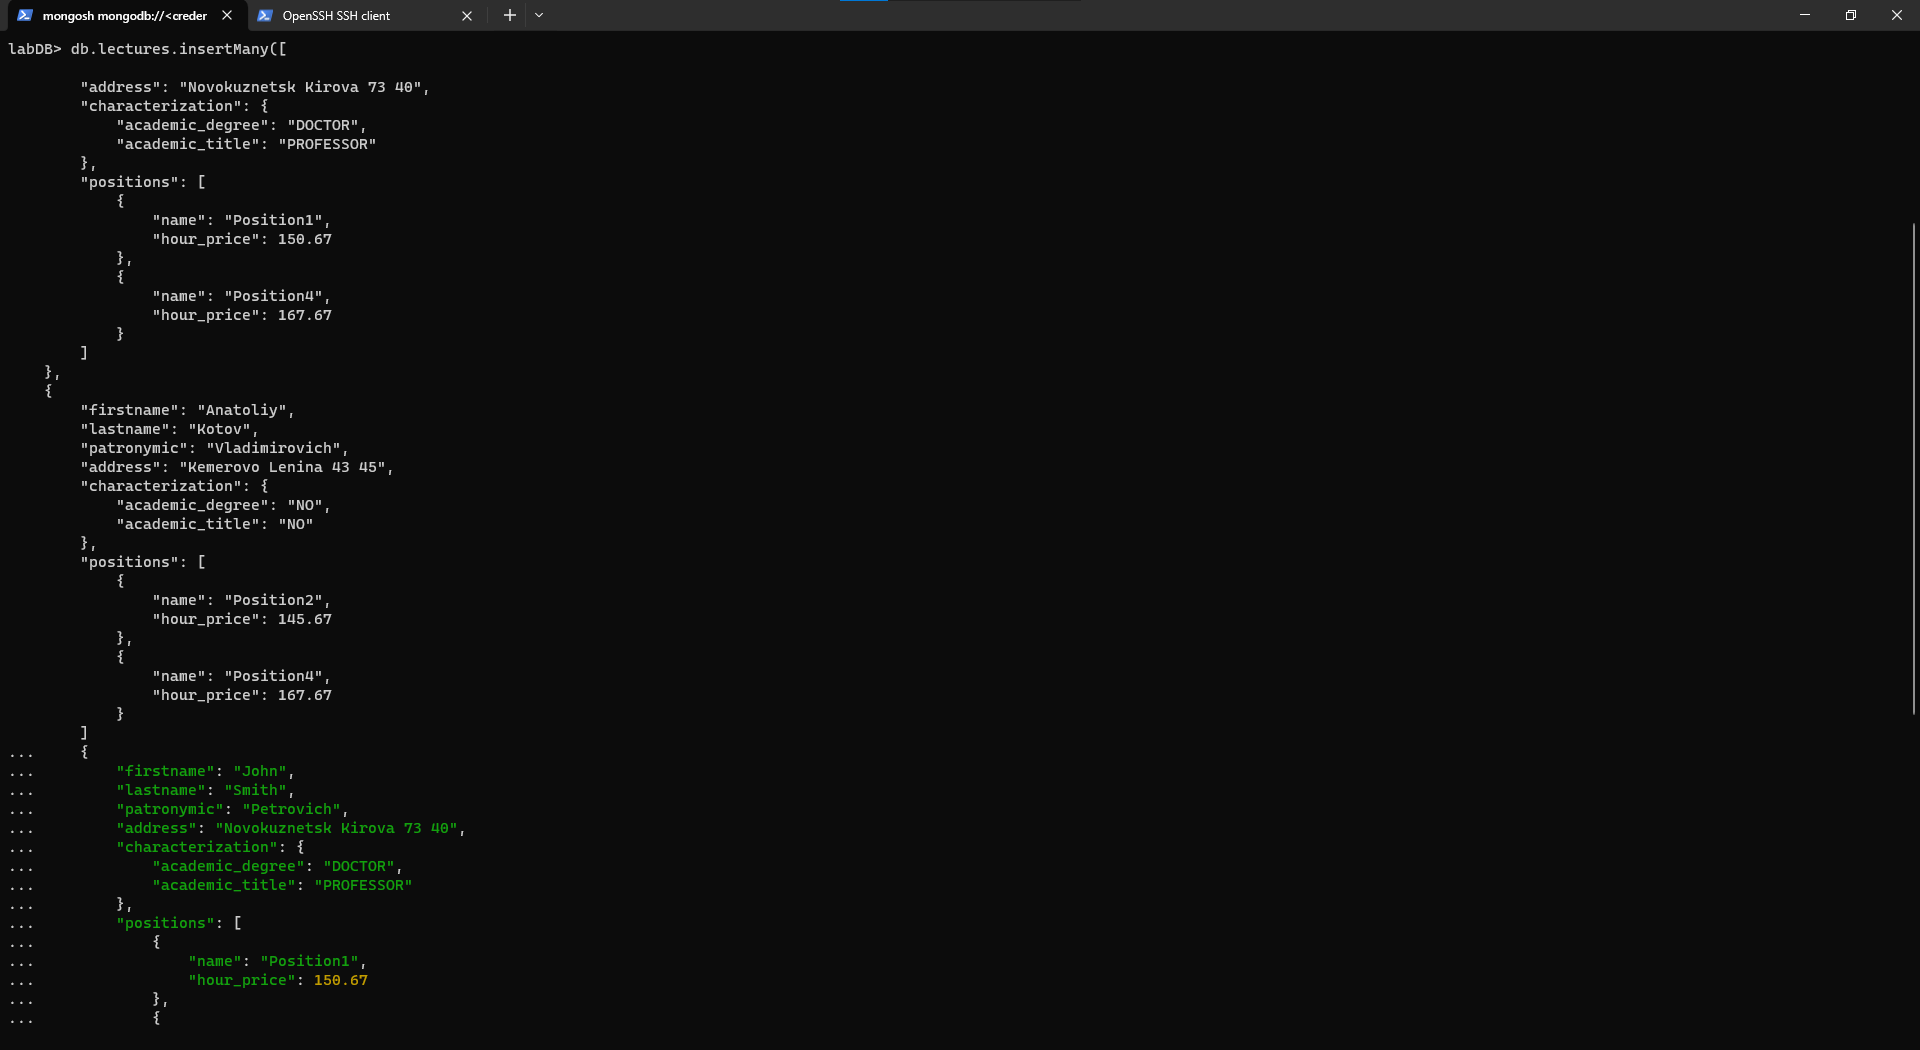 mongosh mongodb://<creder
OpenSSH SSH client
labDB> db.lectures.insertMany([
"address": "Novokuznetsk Kirova 73 40",
"characterization": {
"academic_degree": "DOCTOR",
"academic_title": "PROFESSOR"
},
"positions": [
{
"name": "Position1",
"hour_price": 150.67
},
{
"name": "Position4",
"hour_price": 167.67
}
]
},
{
"firstname": "Anatoliy",
"lastname": "Kotov",
"patronymic": "Vladimirovich",
"address": "Kemerovo Lenina 43 45",
"characterization": {
"academic_degree": "NO",
"academic_title": "NO"
},
"positions": [
{
"name": "Position2",
"hour_price": 145.67
},
{
"name": "Position4",
"hour_price": 167.67
}
]
... {
... "firstname": "John",
... "lastname": "Smith",
... "patronymic": "Petrovich",
... "address": "Novokuznetsk Kirova 73 40",
... "characterization": {
... "academic_degree": "DOCTOR",
... "academic_title": "PROFESSOR"
... },
... "positions": [
... {
... "name": "Position1",
... "hour_price": 150.67
... },
... {